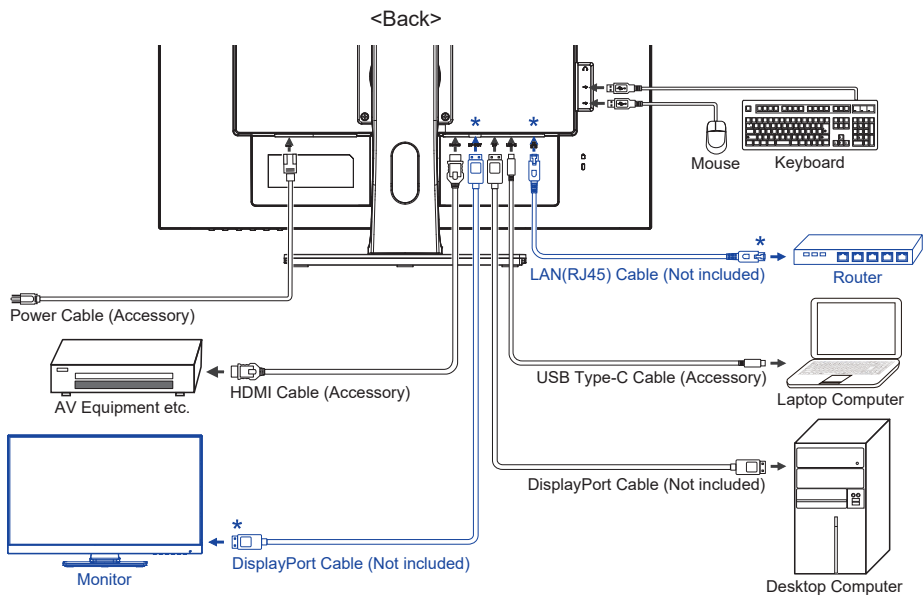 <Back>
*
*
Mouse
Keyboard
*
LAN(RJ45) Cable (Not included)
Router
Power Cable (Accessory)
HDMI Cable (Accessory)
AV Equipment etc.
USB Type-C Cable (Accessory)
Laptop Computer
DisplayPort Cable (Not included)
*
DisplayPort Cable (Not included)
Monitor
Desktop Computer